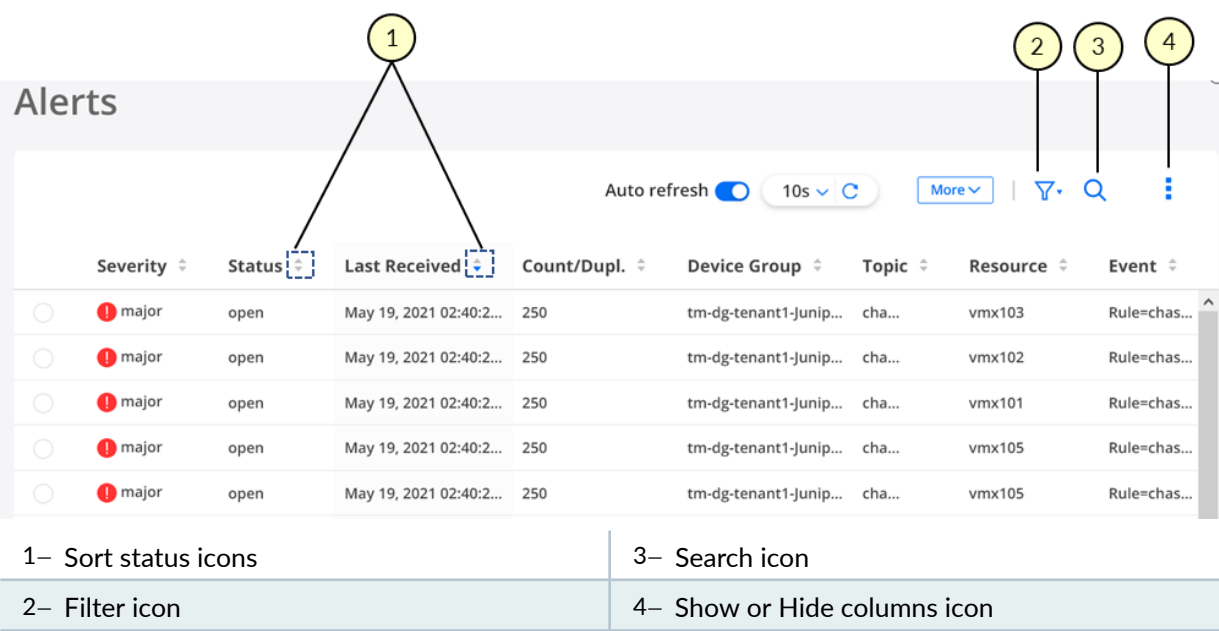 1
2
3
4
Alerts
Auto refresh 10s More
Severity Status Last Received Count/Dupl. Device Group Topic Resource Event
! major open May 19, 2021 02:40:2... 250 tm-dg-tenant1-Junip... cha... vmx103 Rule=chas...
! major open May 19, 2021 02:40:2... 250 tm-dg-tenant1-Junip... cha... vmx102 Rule=chas...
! major open May 19, 2021 02:40:2... 250 tm-dg-tenant1-Junip... cha... vmx101 Rule=chas...
! major open May 19, 2021 02:40:2... 250 tm-dg-tenant1-Junip... cha... vmx105 Rule=chas...
! major open May 19, 2021 02:40:2... 250 tm-dg-tenant1-Junip... cha... vmx105 Rule=chas...
1– Sort status icons
3– Search icon
2– Filter icon
4– Show or Hide columns icon